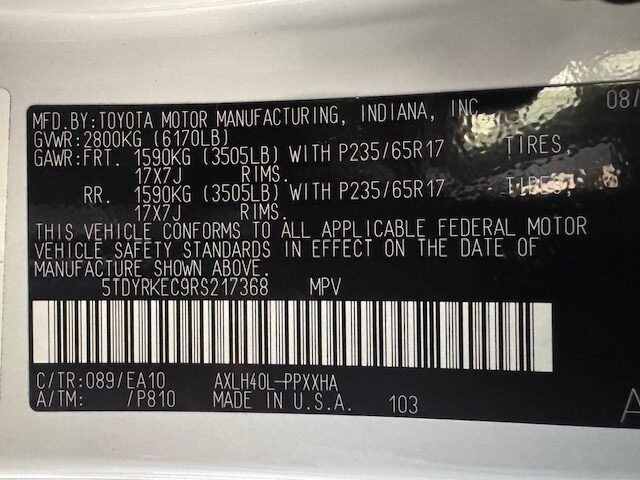 MFD.BY:TOYOTA MOTOR MANUFACTURING, INDIANA, INC 08/
GVWR:2800KG (6170LB)
GAWR:FRT. 1590KG (3505LB) WITH P235/65R17 TIRES,
17X7J RIMS.
RR. 1590KG (3505LB) WITH P235/65R17 TIRES,
17X7J RIMS.
THIS VEHICLE CONFORMS TO ALL APPLICABLE FEDERAL MOTOR
VEHICLE SAFETY STANDARDS IN EFFECT ON THE DATE OF
MANUFACTURE SHOWN ABOVE.
5TDYRKEC9RS217368 MPV
C/TR:089/EA10 AXLH40L-PPXXHA
A/TM: /P810 MADE IN U.S.A. 103 A